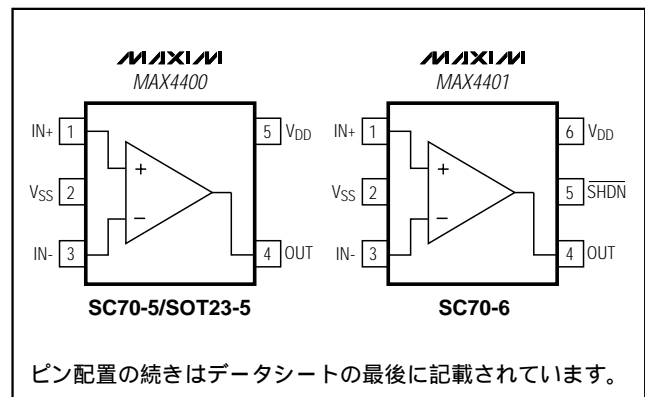 MAXIM
MAX4400
IN+ 1
5 VDD
VSS 2
IN- 3
4 OUT
+
−
SC70-5/SOT23-5
MAXIM
MAX4401
IN+ 1
6 VDD
VSS 2
5 SHDN
IN- 3
4 OUT
+
−
SC70-6
ピン配置の続きはデータシートの最後に記載されています。